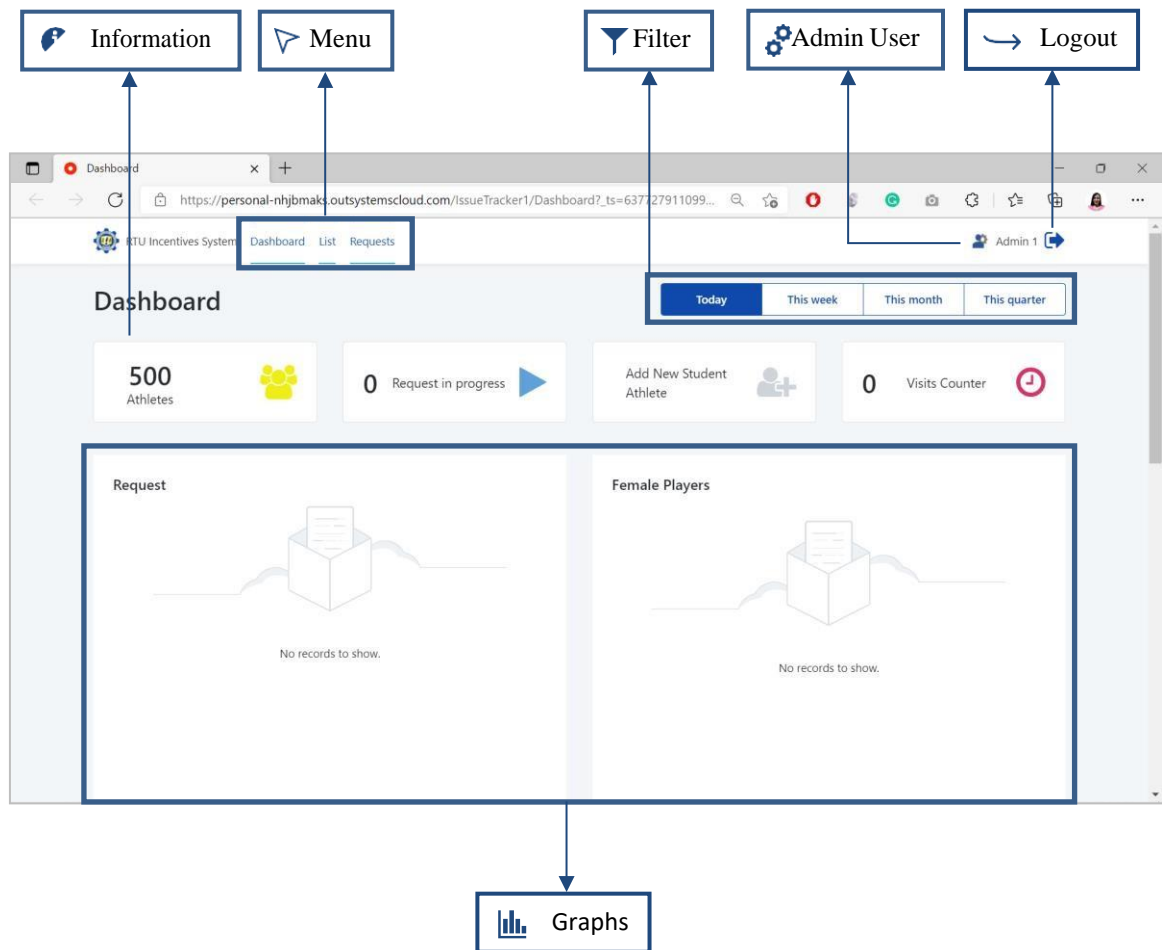 Information
Menu
Filter
Admin User
Logout
Dashboard
https://personal-nhjbmaks.outsystemscloud.com/IssueTracker1/Dashboard?_ts=637727911099...
RTU Incentives System Dashboard List Requests
Admin 1
Dashboard
Today This week This month This quarter
500
Athletes
0 Request in progress
Add New Student
Athlete
0 Visits Counter
Request
Female Players
No records to show.
No records to show.
Graphs